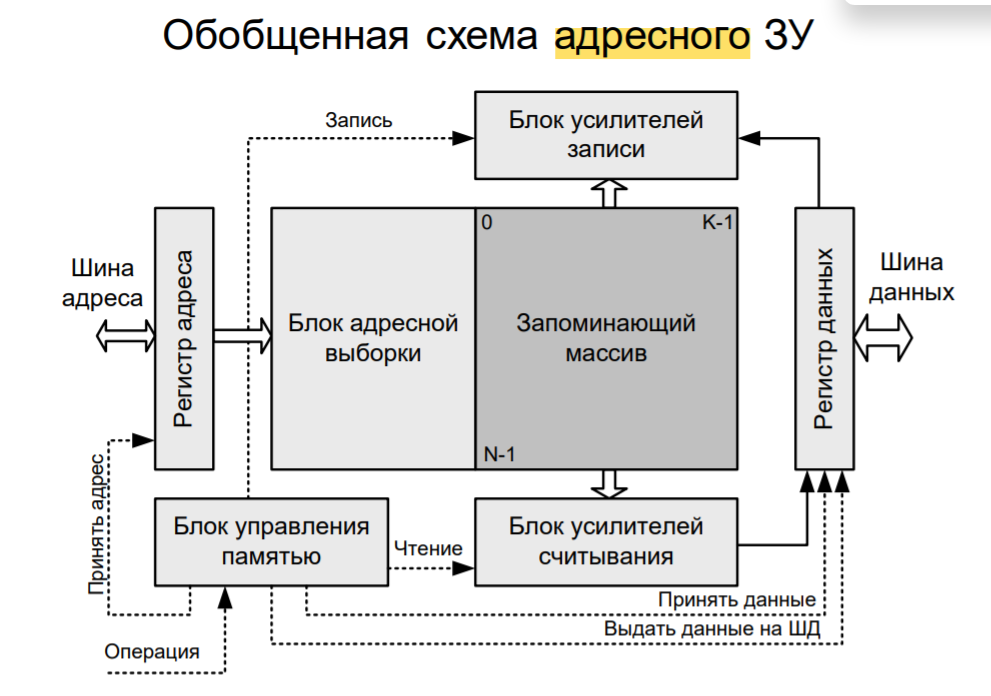 Обобщенная схема адресного ЗУ
Запись
Блок усилителей
записи
Шина
адреса
Регистр адреса
Блок адресной
выборки
0
K-1
Запоминающий
массив
N-1
Регистр данных
Шина
данных
Принять адрес
Блок управления
памятью
Чтение
Блок усилителей
считывания
Принять данные
Выдать данные на ШД
Операция